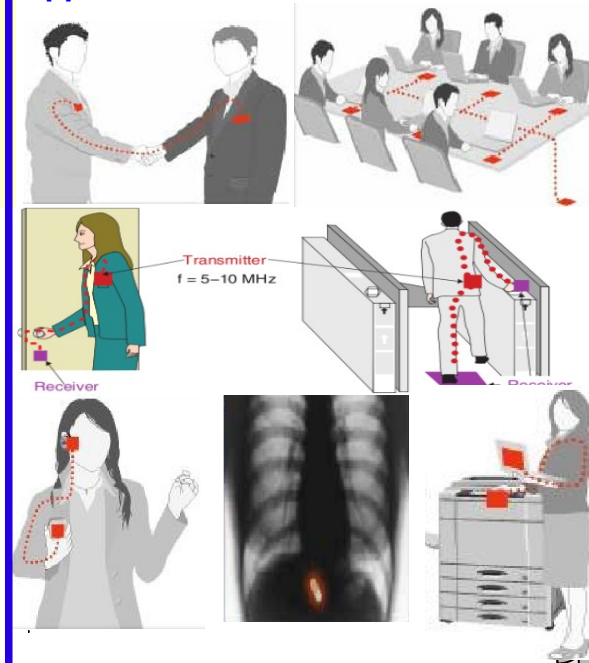 Transmitter
f = 5–10 MHz
Receiver
Receiver